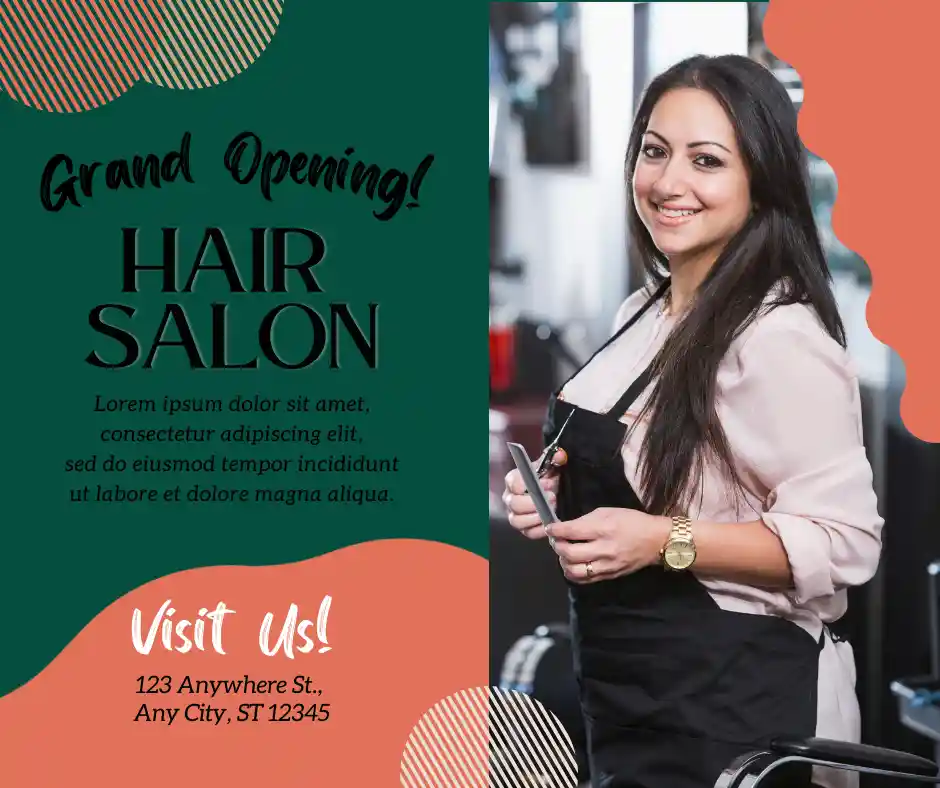 Grand Opening!
HAIR
SALON
Lorem ipsum dolor sit amet,
consectetur adipiscing elit,
sed do eiusmod tempor incididunt
ut labore et dolore magna aliqua.
Visit Us!
123 Anywhere St.,
Any City, ST 12345